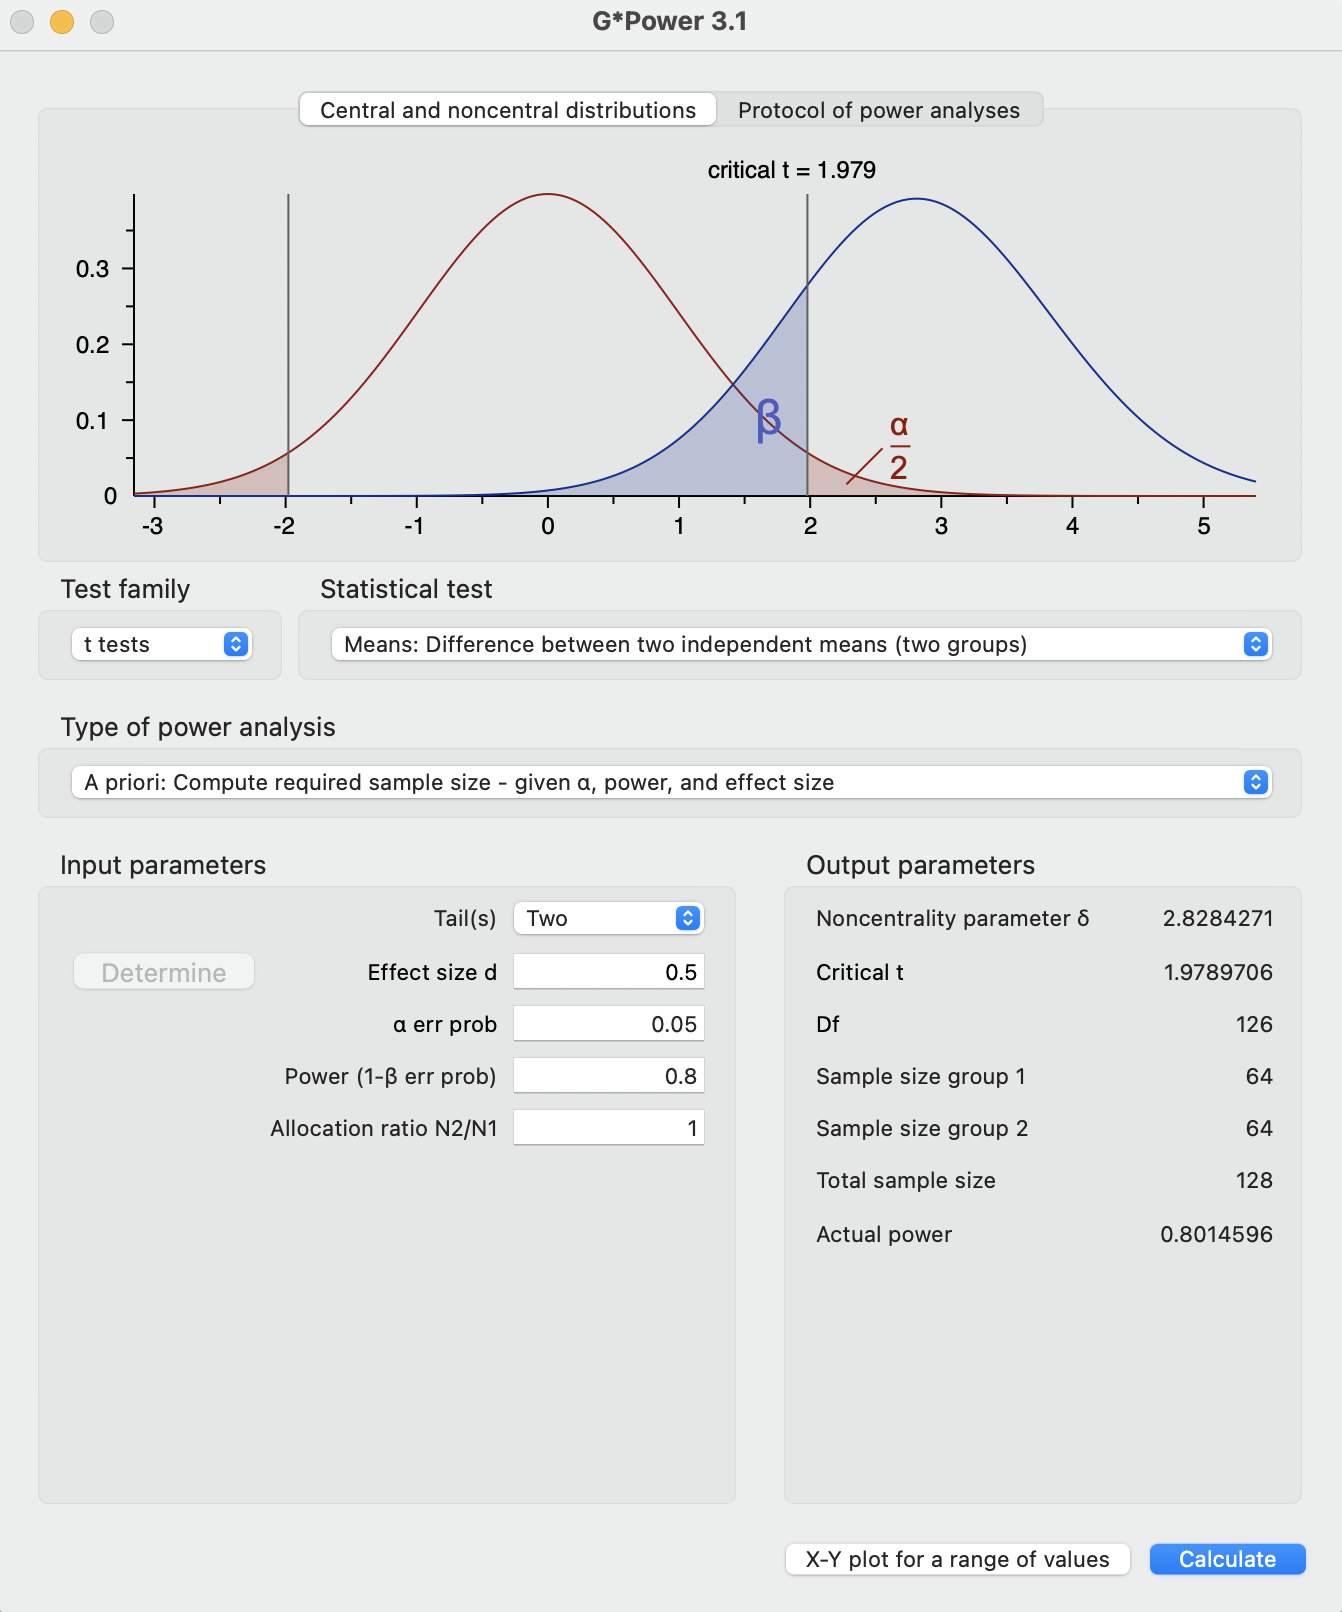 G*Power 3.1
Central and noncentral distributions
Protocol of power analyses
critical t = 1.979
0.3
0.2
0.1
0
β
α
2
-3 -2 -1 0 1 2 3 4 5
Test family
Statistical test
t tests
Means: Difference between two independent means (two groups)
Type of power analysis
A priori: Compute required sample size - given α, power, and effect size
Input parameters
Tail(s) Two
Determine
Effect size d 0.5
α err prob 0.05
Power (1-β err prob) 0.8
Allocation ratio N2/N1 1
Output parameters
Noncentrality parameter δ 2.8284271
Critical t 1.9789706
Df 126
Sample size group 1 64
Sample size group 2 64
Total sample size 128
Actual power 0.8014596
X-Y plot for a range of values
Calculate